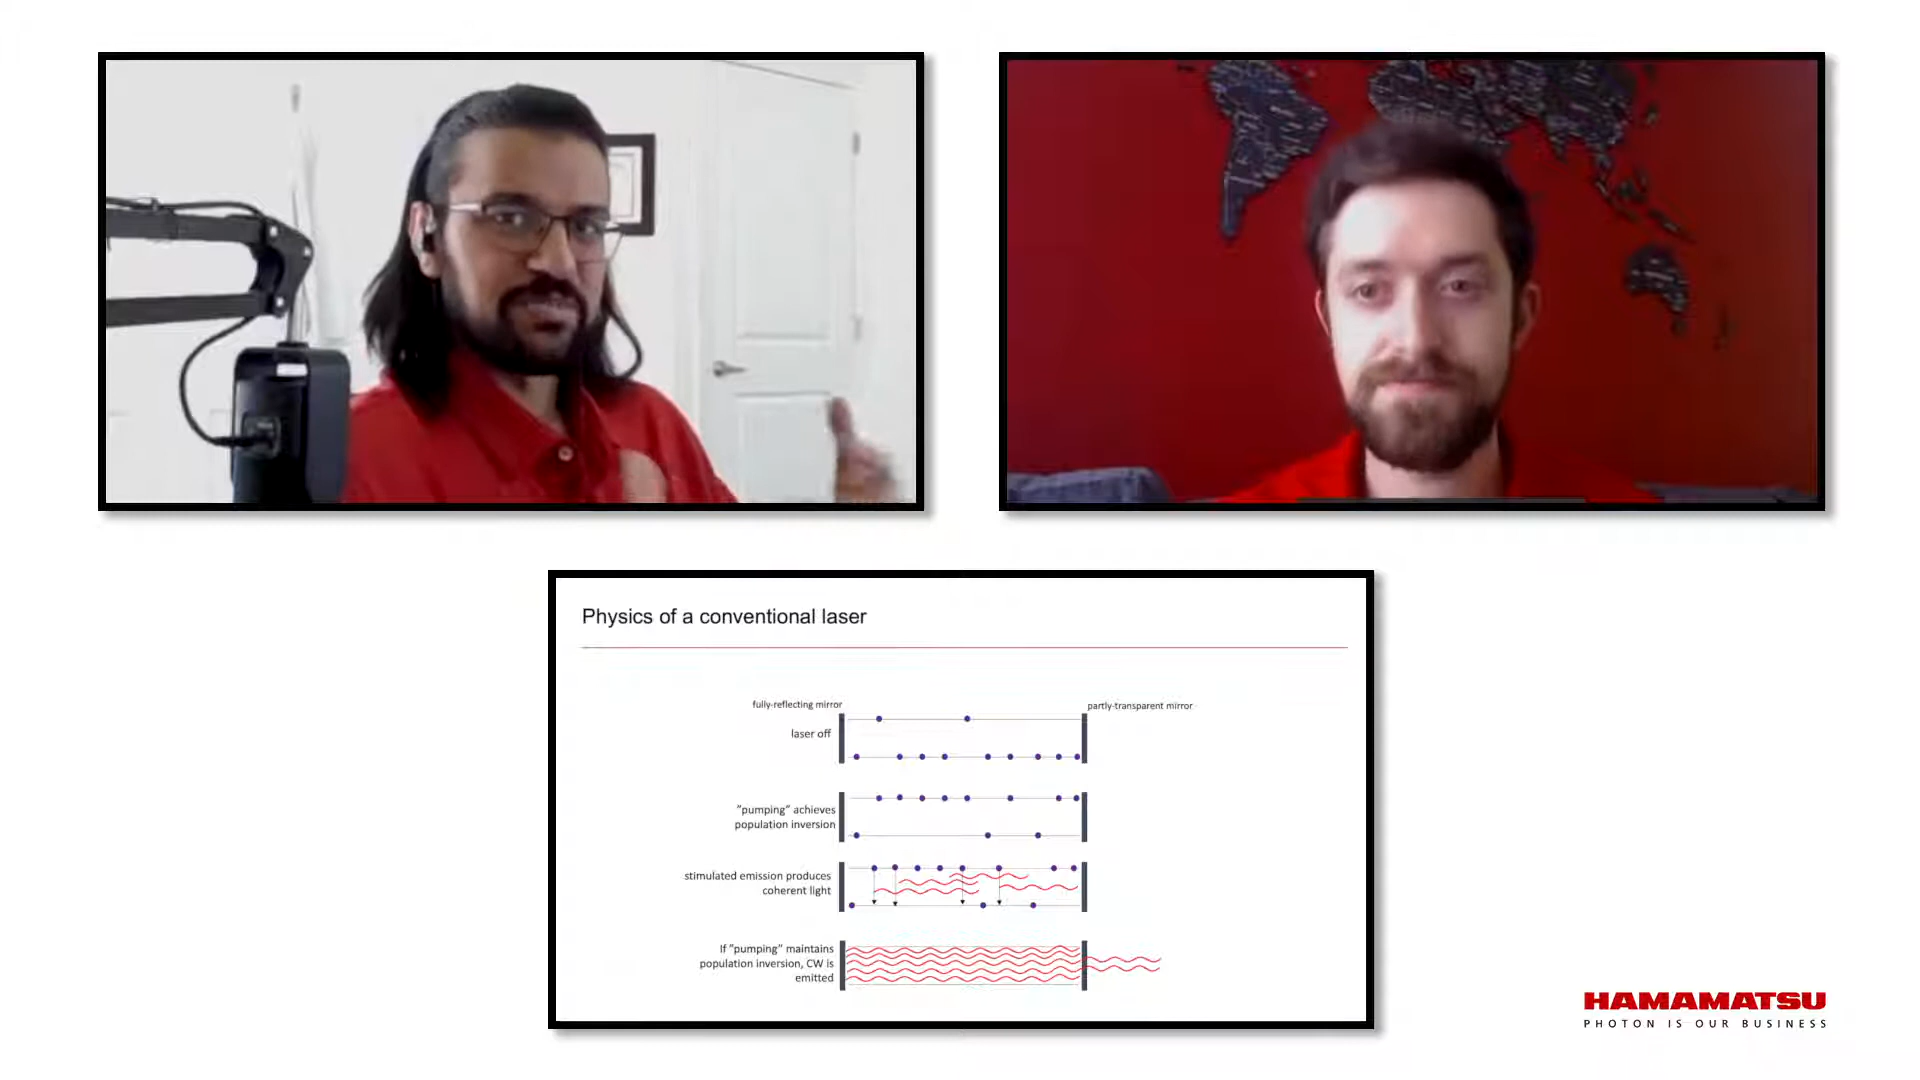 Physics of a conventional laser
fully-reflecting mirror
partly-transparent mirror
laser off
"pumping" achieves
population inversion
stimulated emission produces
coherent light
If "pumping" maintains
population inversion, CW is
emitted
HAMAMATSU
PHOTON IS OUR BUSINESS